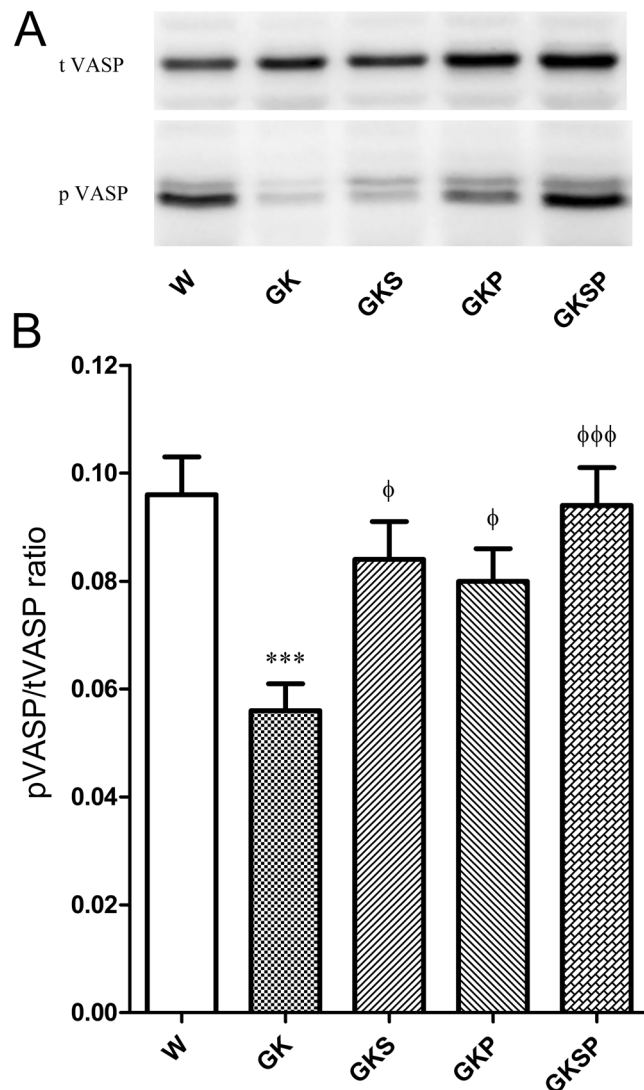 A
t VASP
p VASP
W GK GKS GKP GKSP
B
pVASP/tVASP ratio
0.12
0.10
0.08
0.06
0.04
0.02
0.00
***
ϕ
ϕ
ϕϕϕ
W GK GKS GKP GKSP